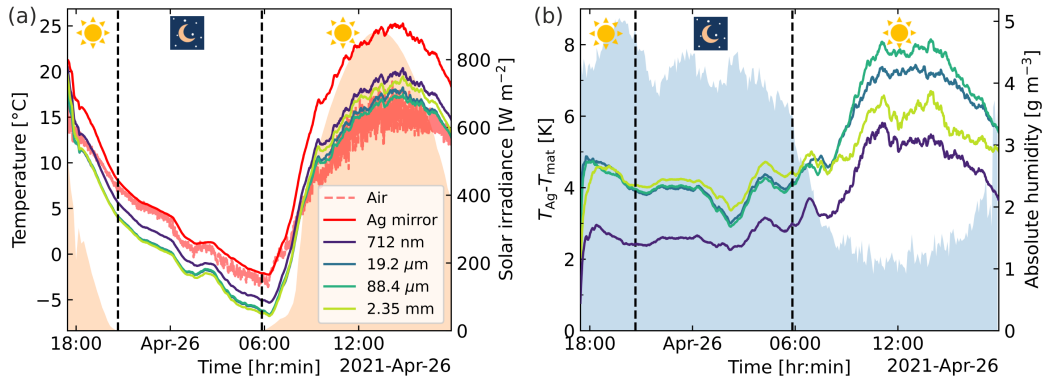 (a)
Temperature [°C]
25
20
15
10
5
0
−5
Air
Ag mirror
712 nm
19.2 μm
88.4 μm
2.35 mm
800
600
400
200
0
Solar irradiance [W m⁻²]
18:00 Apr-26 06:00 12:00
Time [hr:min] 2021-Apr-26
(b)
T_Ag-T_mat [K]
8
6
4
2
0
5
4
3
2
1
0
Absolute humidity [g m⁻³]
18:00 Apr-26 06:00 12:00
Time [hr:min] 2021-Apr-26